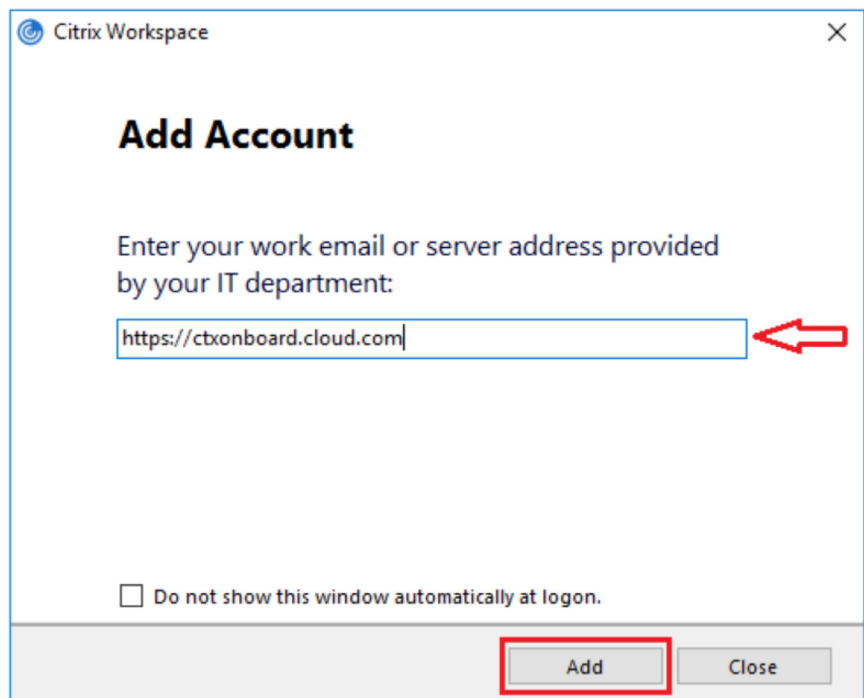 Citrix Workspace
Add Account
Enter your work email or server address provided
by your IT department:
https://ctxonboard.cloud.com
Do not show this window automatically at logon.
Add
Close